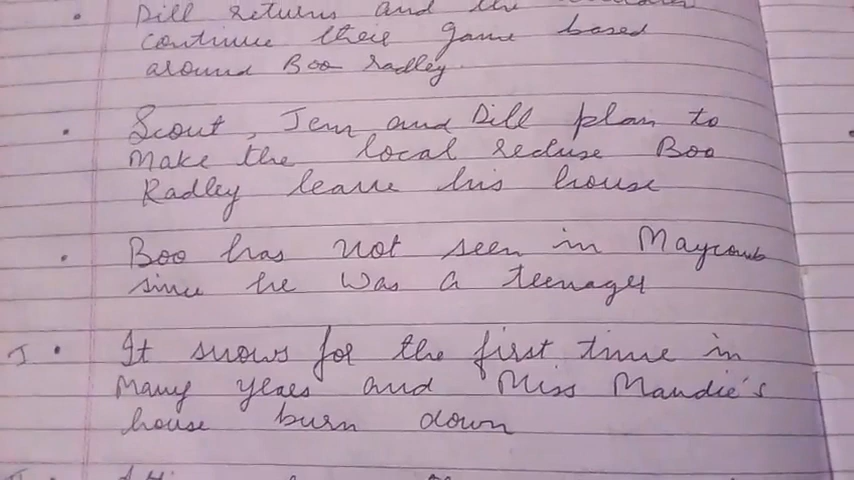 • Dill returns and the
continue their game based
around Boo radley.
• Scout, Jem and Dill plan to
make the local recluse Boo
Radley leave his house
• Boo has not seen in Maycomb
since he was a teenager
J • It snows for the first time in
many years and Miss Maudie's
house burn down